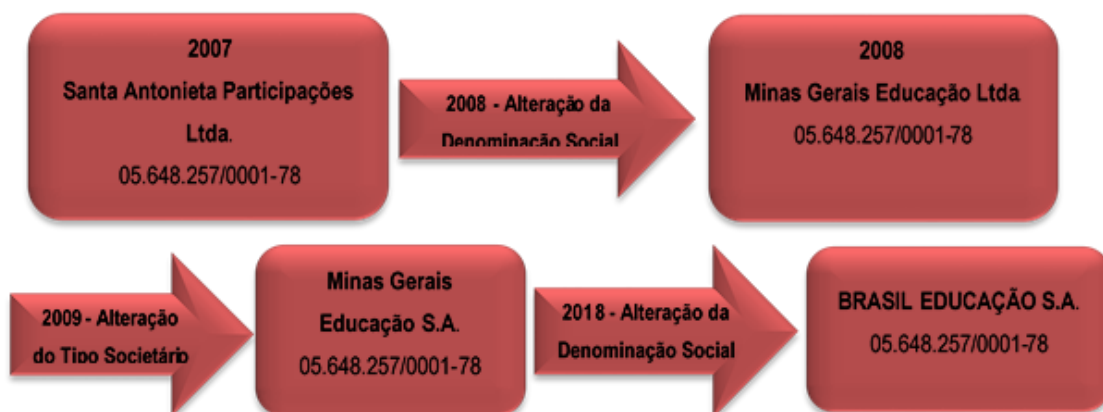 2007
Santa Antonieta Participações
Ltda.
05.648.257/0001-78
2008 - Alteração da
Denominação Social
2008
Minas Gerais Educação Ltda
05.648.257/0001-78
2009 - Alteração
do Tipo Societário
Minas Gerais
Educação S.A.
05.648.257/0001-78
2018 - Alteração da
Denominação Social
BRASIL EDUCAÇÃO S.A.
05.648.257/0001-78